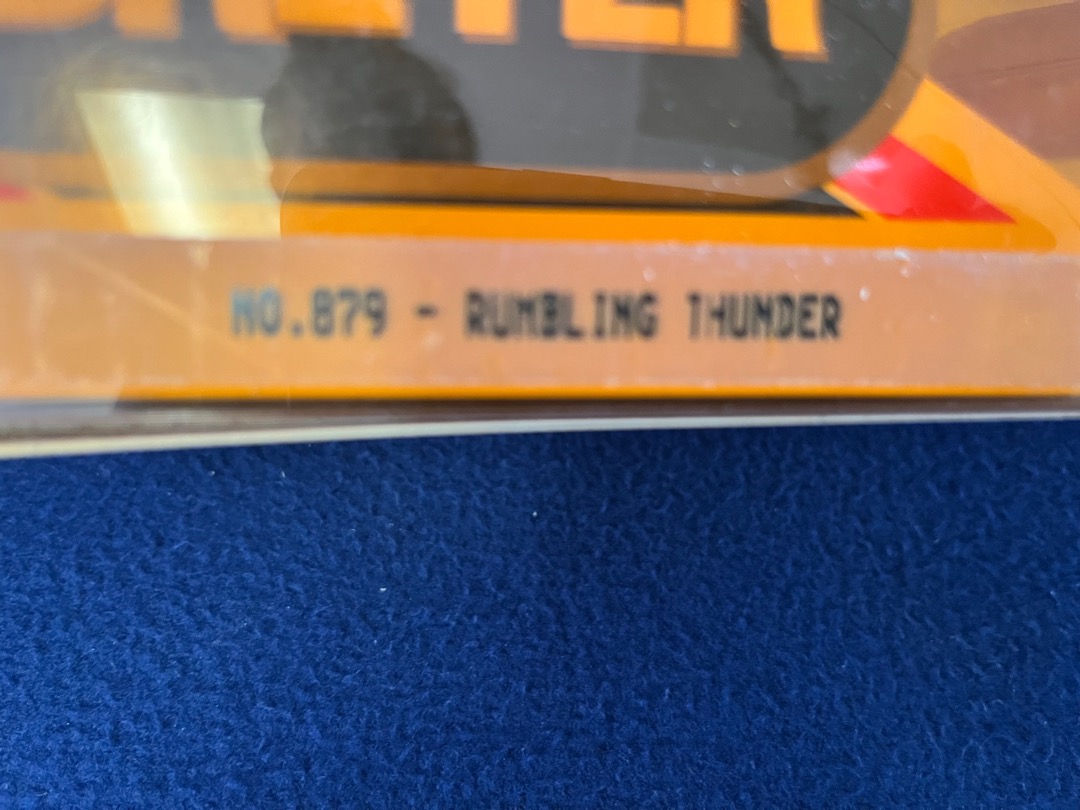 NO.879 - RUMBLING THUNDER